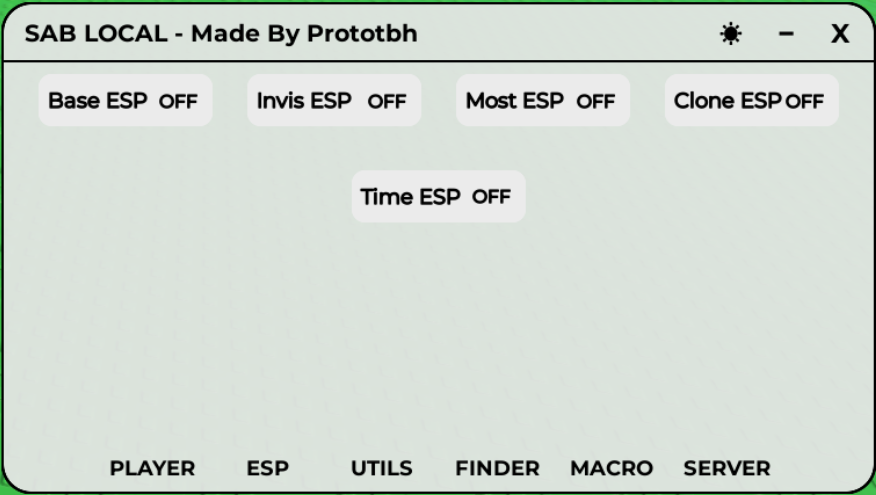 SAB LOCAL - Made By Prototbh − X
Base ESP OFF Invis ESP OFF Most ESP OFF Clone ESP OFF
Time ESP OFF
PLAYER ESP UTILS FINDER MACRO SERVER